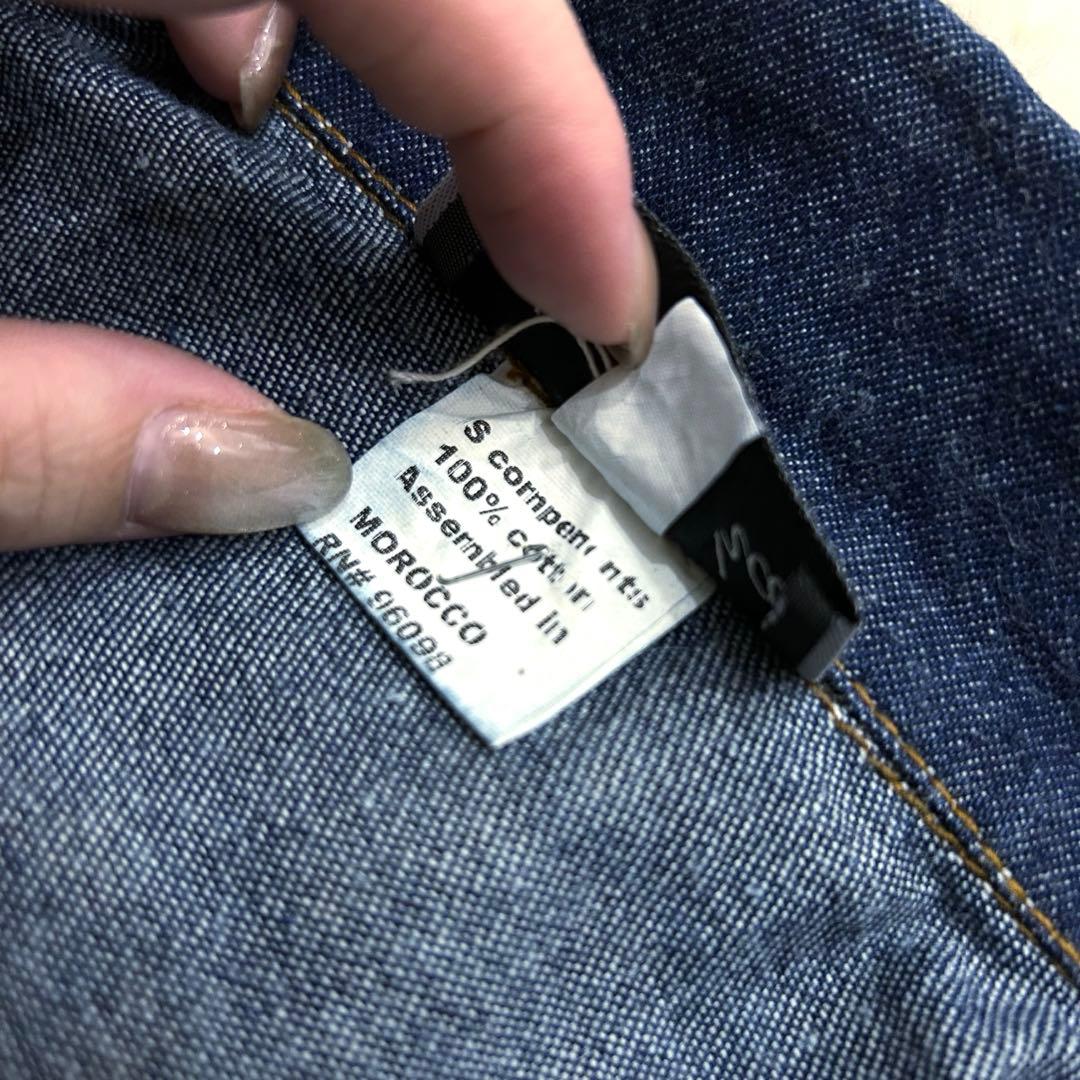 S components
100% cotton
Assembled in
MOROCCO
RN# 96098